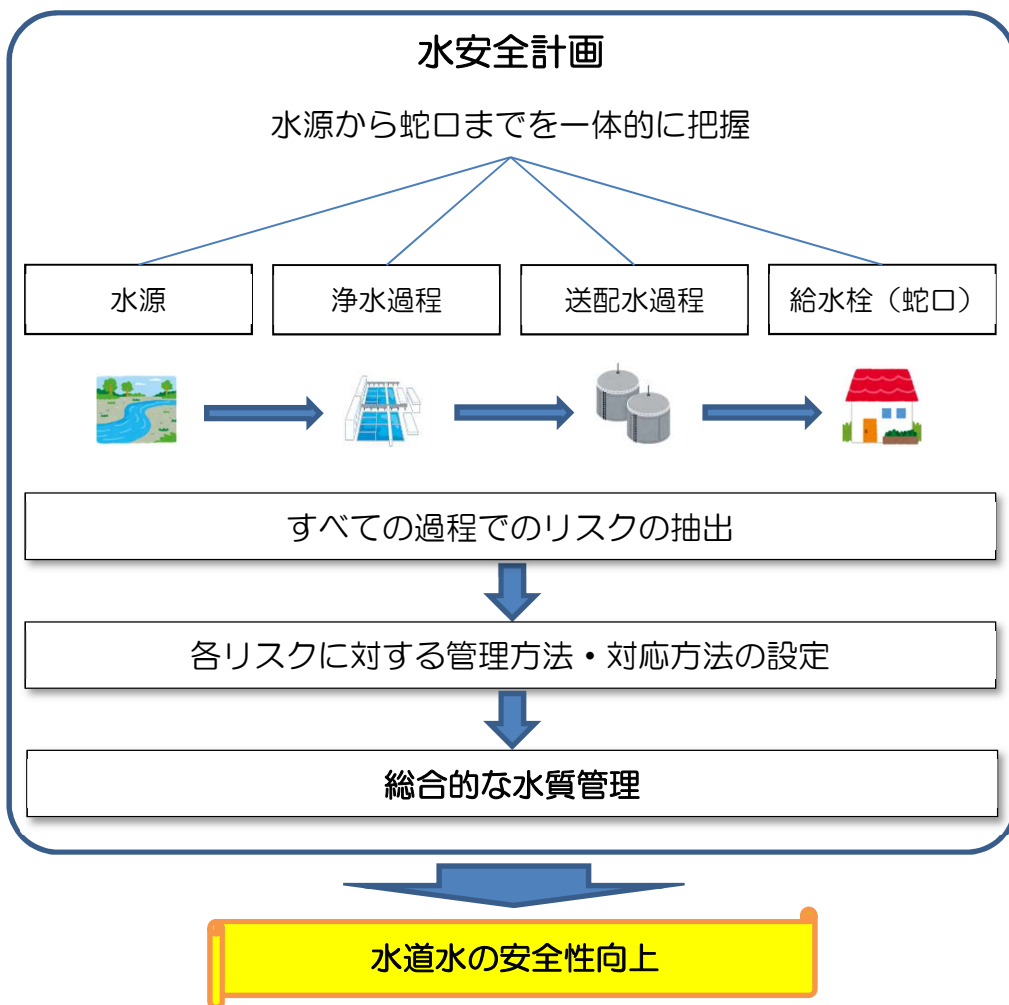 水安全計画
水源から蛇口までを一体的に把握
水源
浄水過程
送配水過程
給水栓（蛇口）
すべての過程でのリスクの抽出
各リスクに対する管理方法・対応方法の設定
総合的な水質管理
水道水の安全性向上